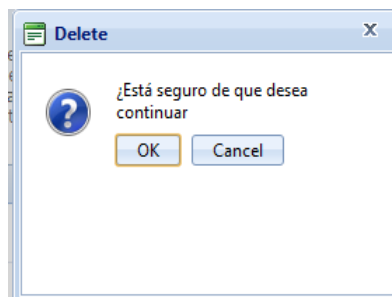 Delete
x
¿Está seguro de que desea
continuar
OK
Cancel